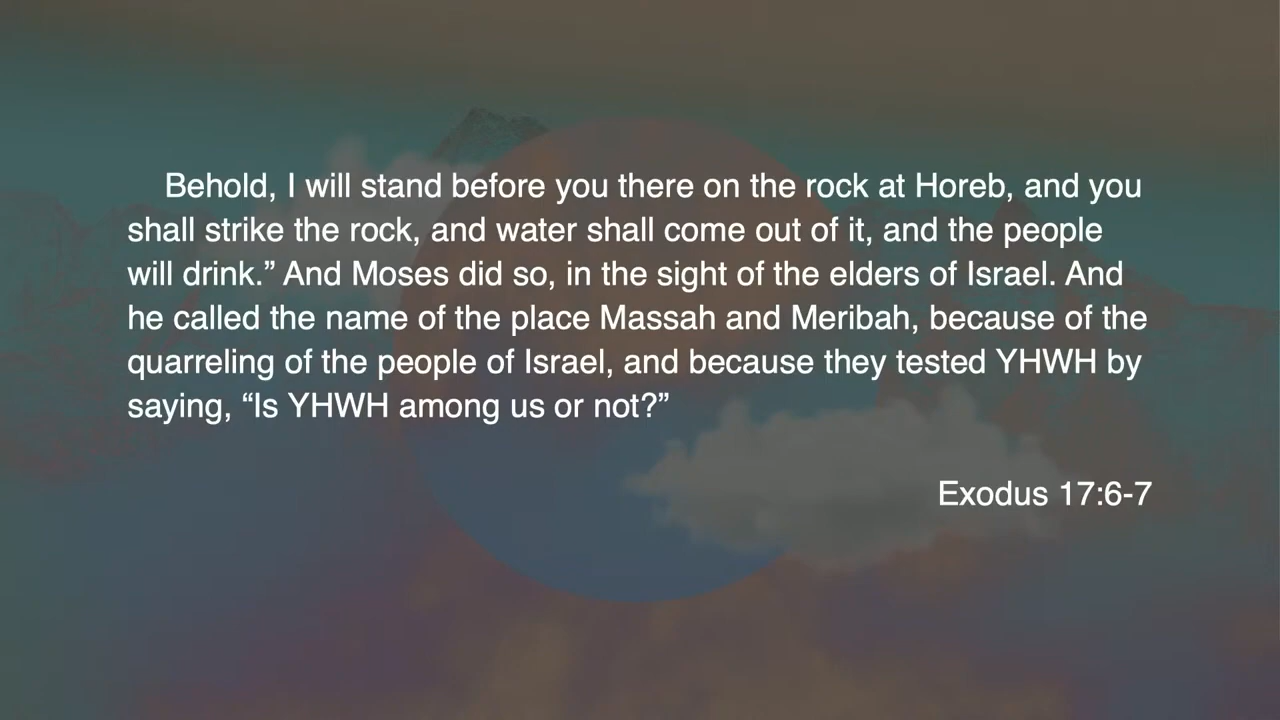 Behold, I will stand before you there on the rock at Horeb, and you
shall strike the rock, and water shall come out of it, and the people
will drink.” And Moses did so, in the sight of the elders of Israel. And
he called the name of the place Massah and Meribah, because of the
quarreling of the people of Israel, and because they tested YHWH by
saying, “Is YHWH among us or not?”
Exodus 17:6-7